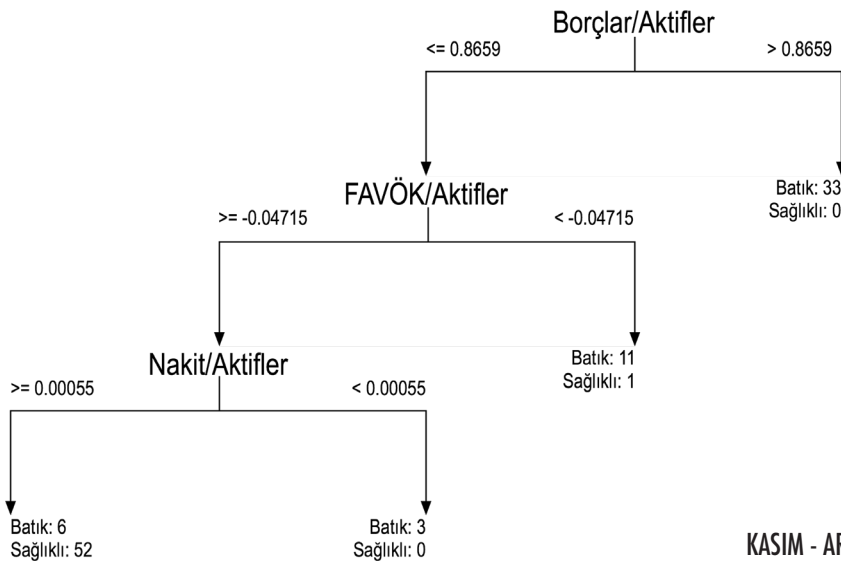 Borçlar/Aktifler
<= 0.8659
> 0.8659
FAVÖK/Aktifler
>= -0.04715
< -0.04715
Batık: 33
Sağlıklı: 0
Nakit/Aktifler
>= 0.00055
< 0.00055
Batık: 11
Sağlıklı: 1
Batık: 6
Sağlıklı: 52
Batık: 3
Sağlıklı: 0
KASIM -